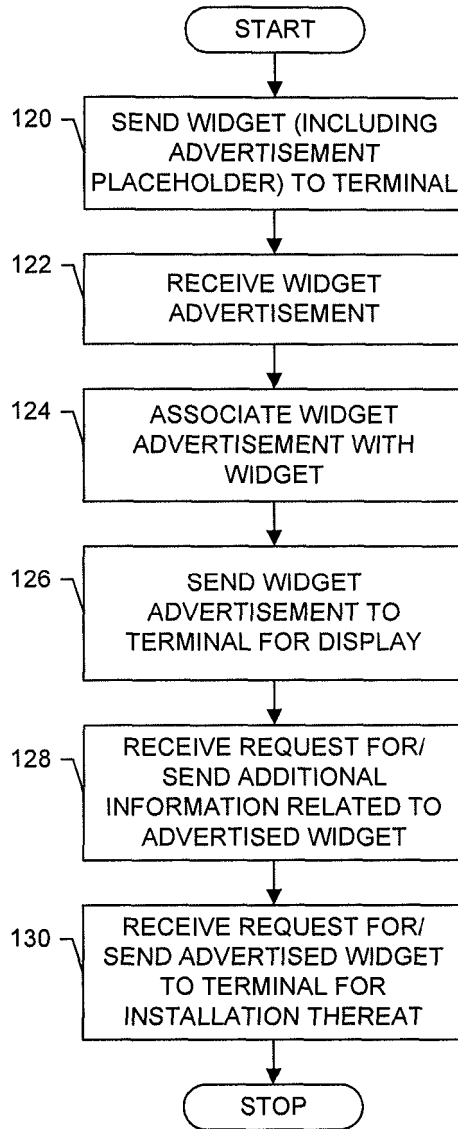 START
120
SEND WIDGET (INCLUDING
ADVERTISEMENT
PLACEHOLDER) TO TERMINAL
122
RECEIVE WIDGET
ADVERTISEMENT
124
ASSOCIATE WIDGET
ADVERTISEMENT WITH
WIDGET
126
SEND WIDGET
ADVERTISEMENT TO
TERMINAL FOR DISPLAY
128
RECEIVE REQUEST FOR/
SEND ADDITIONAL
INFORMATION RELATED TO
ADVERTISED WIDGET
130
RECEIVE REQUEST FOR/
SEND ADVERTISED WIDGET
TO TERMINAL FOR
INSTALLATION THEREAT
STOP